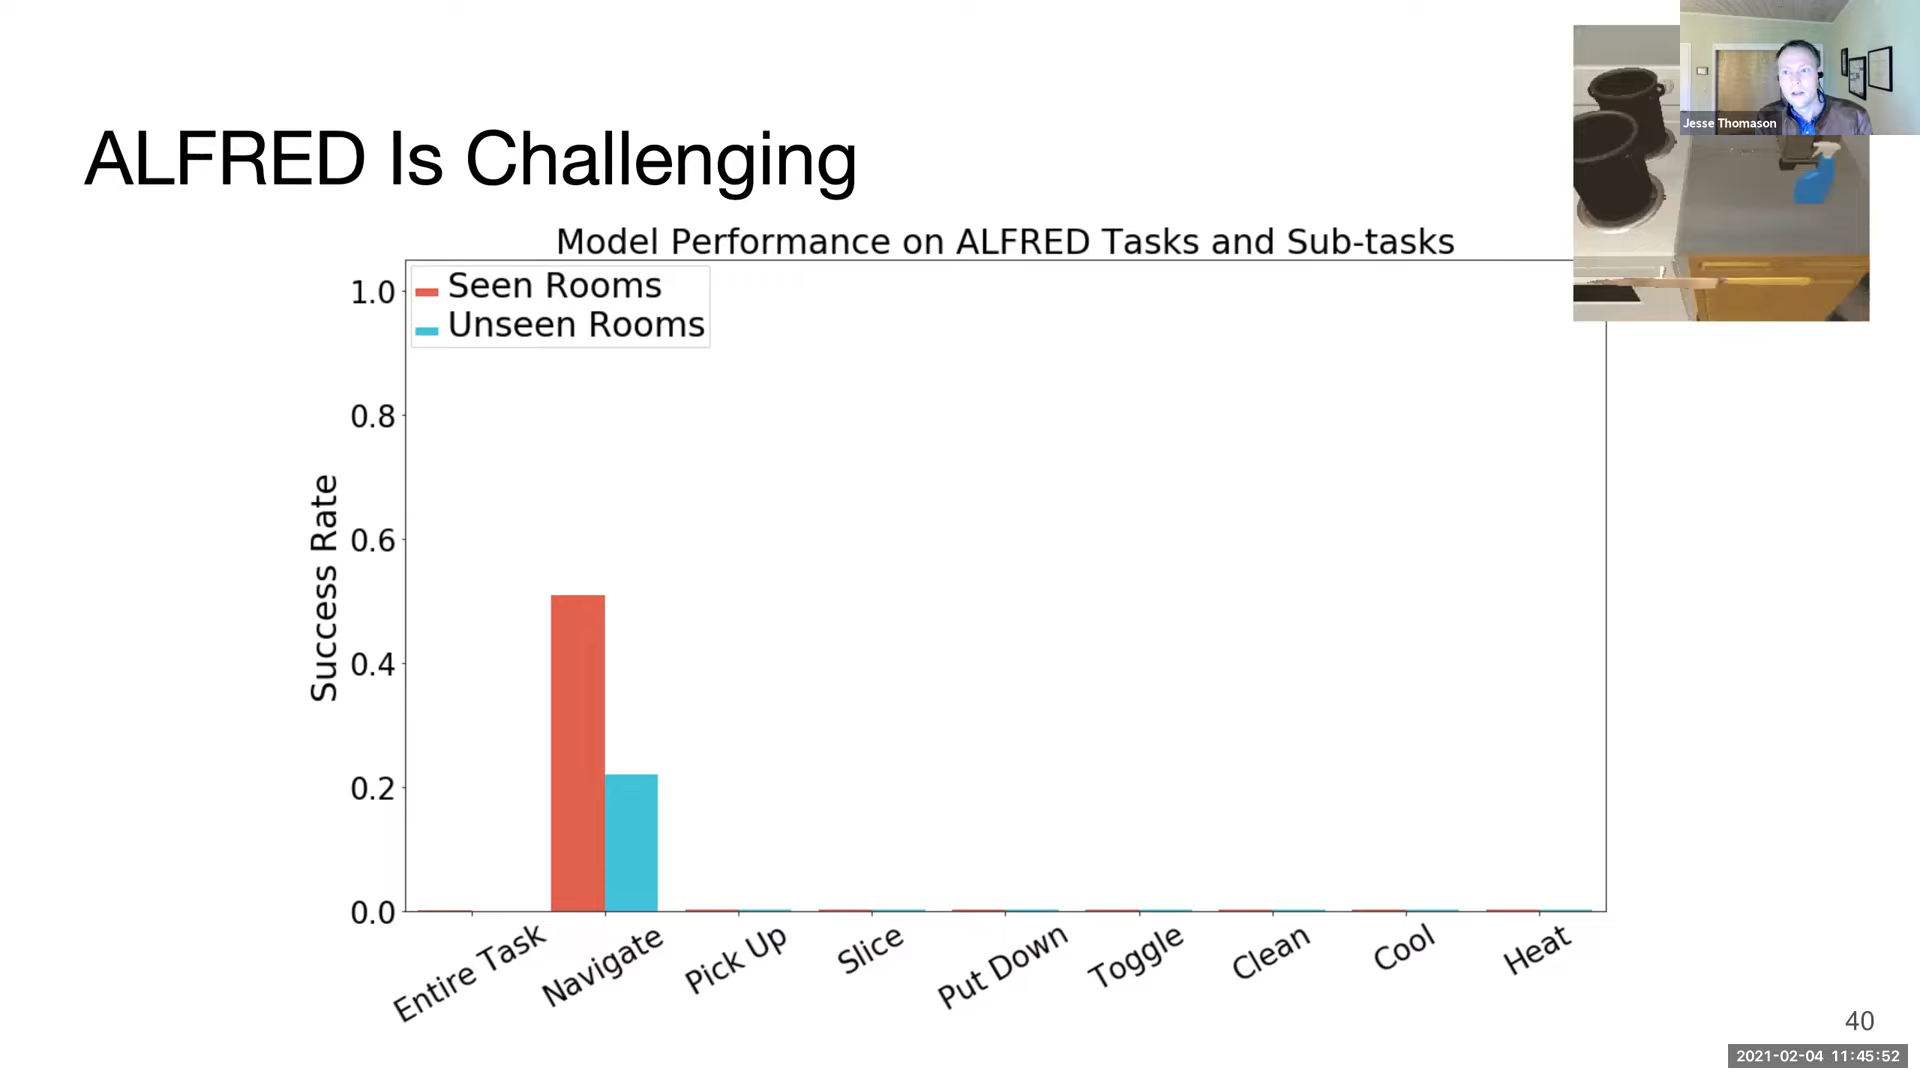 Jesse Thomason
ALFRED Is Challenging
Model Performance on ALFRED Tasks and Sub-tasks
Seen Rooms
Unseen Rooms
1.0
0.8
0.6
0.4
0.2
0.0
Success Rate
Entire Task
Navigate
Pick Up
Slice
Put Down
Toggle
Clean
Cool
Heat
40
2021-02-04 11:45:52